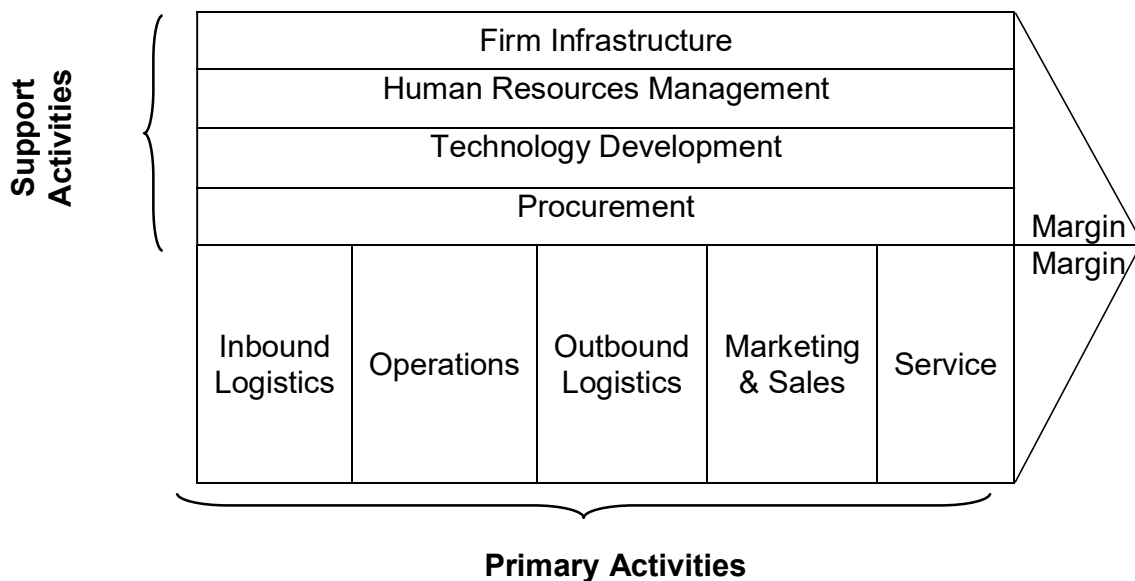 Support
Activities
Firm Infrastructure
Human Resources Management
Technology Development
Procurement
Margin
Margin
Inbound
Logistics
Operations
Outbound
Logistics
Marketing
& Sales
Service
Primary Activities